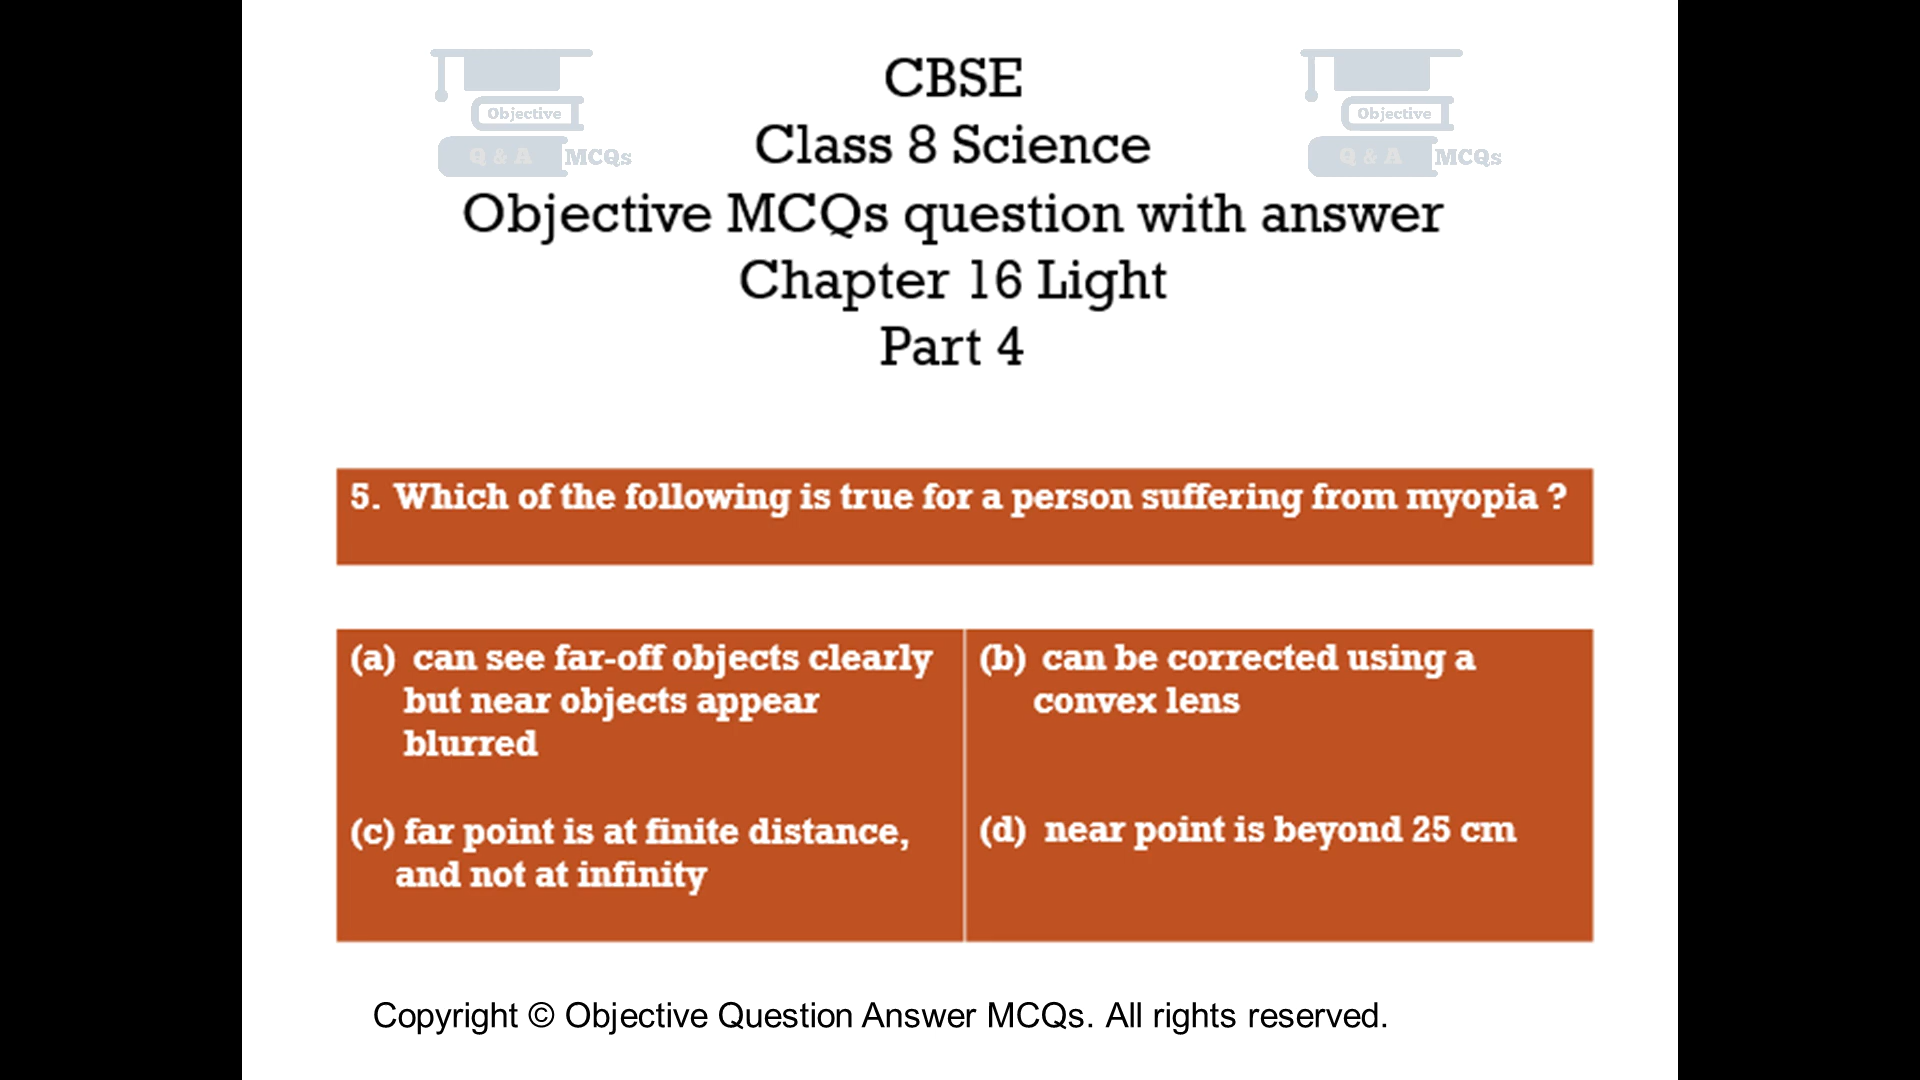 Objective
Q & A MCQs
Objective
Q & A MCQs
CBSE
Class 8 Science
Objective MCQs question with answer
Chapter 16 Light
Part 4
5. Which of the following is true for a person suffering from myopia ?
(a) can see far-off objects clearly
but near objects appear
blurred
(b) can be corrected using a
convex lens
(c) far point is at finite distance,
and not at infinity
(d) near point is beyond 25 cm
Copyright © Objective Question Answer MCQs. All rights reserved.